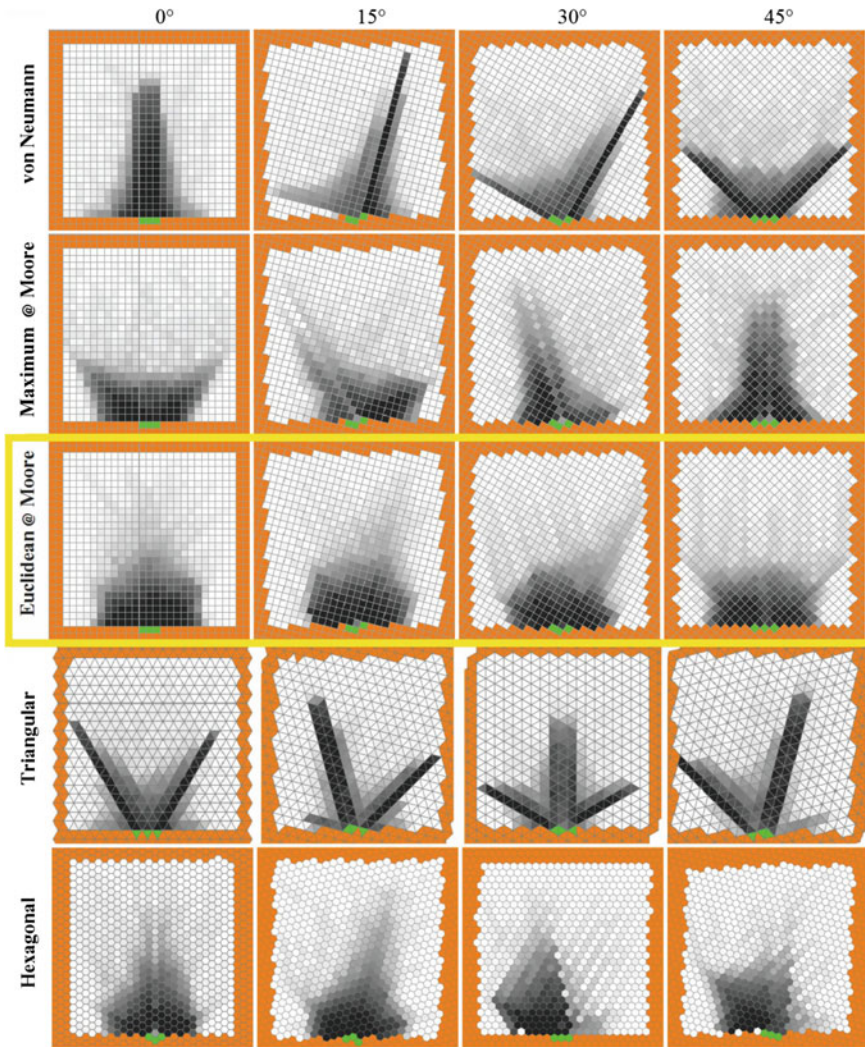 0° 15° 30° 45°
von Neumann
Maximum @ Moore
Euclidean @ Moore
Triangular
Hexagonal